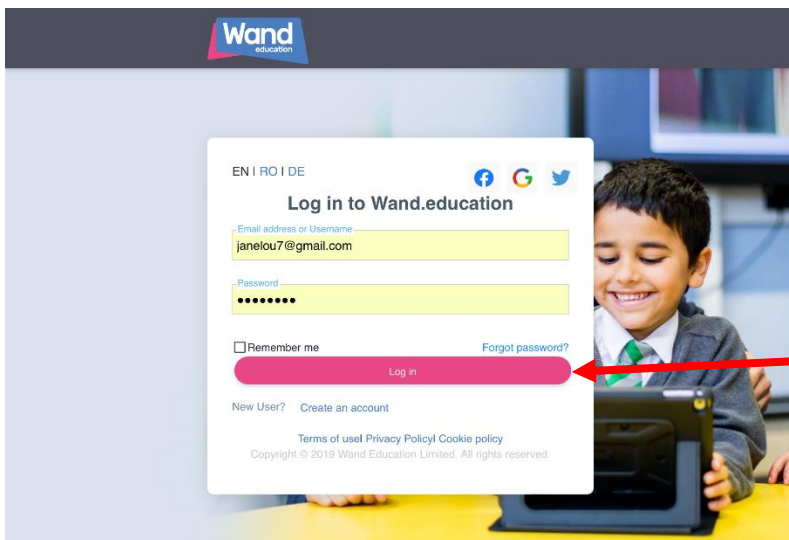 Wand
education
EN I RO I DE
Log in to Wand.education
Email address or Username
janelou7@gmail.com
Password
Remember me
Forgot password?
Log in
New User? Create an account
Terms of useI Privacy PolicyI Cookie policy
Copyright © 2019 Wand Education Limited. All rights reserved.